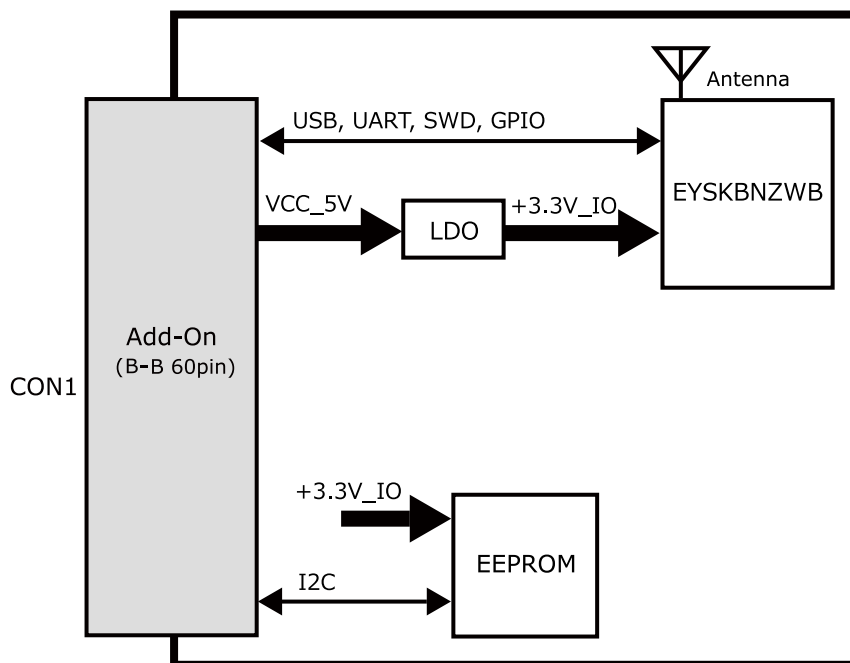 Antenna
USB, UART, SWD, GPIO
EYSKBNZWB
VCC_5V
+3.3V_IO
LDO
Add-On
(B-B 60pin)
CON1
+3.3V_IO
EEPROM
I2C